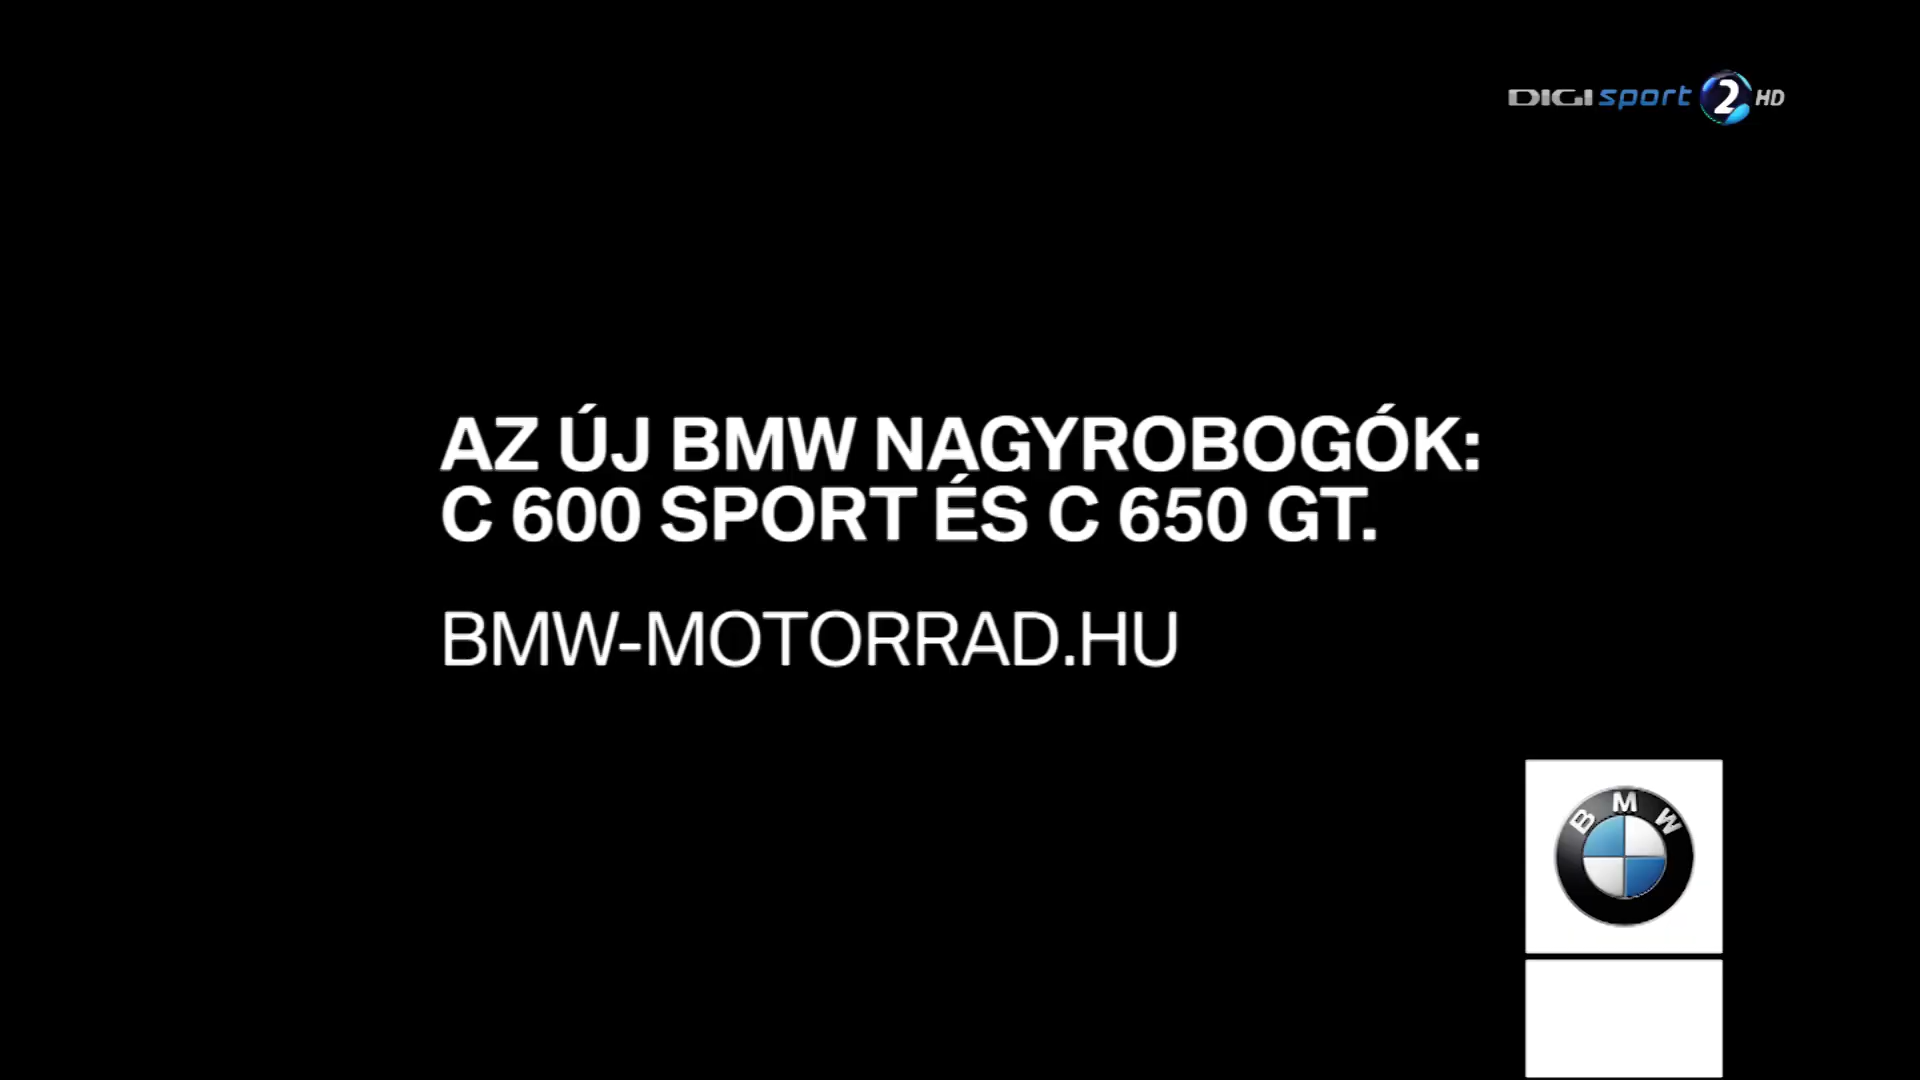 DIGI sport 2 HD
AZ ÚJ BMW NAGYROBOGÓK:
C 600 SPORT ÉS C 650 GT.
BMW-MOTORRAD.HU
BMW